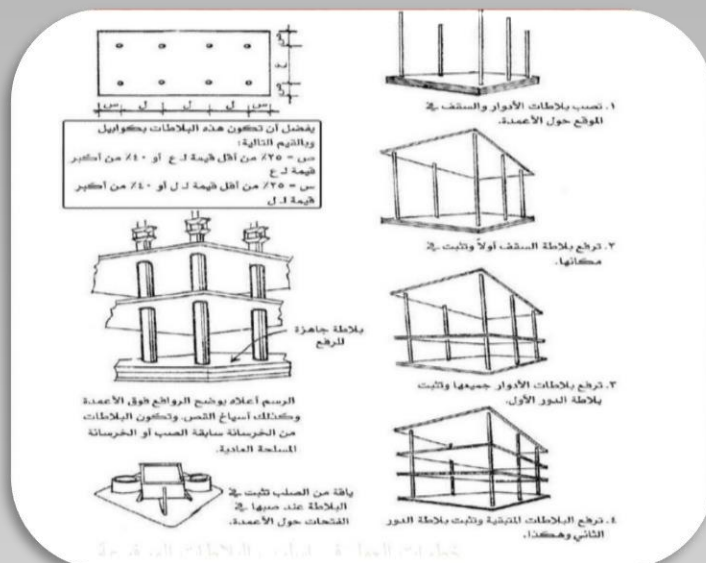 ١. تصب بلاطات الأدوار والسقف في
الموقع حول الأعمدة.
٢. ترفع بلاطة السقف أولاً وتثبت في
مكانها.
٣. ترفع بلاطات الأدوار جميعها وتثبت
بلاطة الدور الأول.
٤. ترفع البلاطات المتبقية وتثبت بلاطة الدور
الثاني وهكذا.
ص
ع
ص
س
ل
ل
ل
س
يفضل أن تكون هذه البلاطات بكوابيل
وبالقيم التالية:
ص = ٢٥٪ من أقل قيمة لـ ع أو ٤٠٪ من أكبر
قيمة لـ ع
س = ٢٥٪ من أقل قيمة لـ ل أو ٤٠٪ من أكبر
قيمة لـ ل
بلاطة جاهزة
للرفع
الرسم أعلاه يوضح الروافع فوق الأعمدة
وكذلك أسياخ القص. وتكون البلاطات
من الخرسانة سابقة الصب أو الخرسانة
المسلحة العادية.
ياقة من الصلب تثبت في
البلاطة عند صبها في
الفتحات حول الأعمدة.